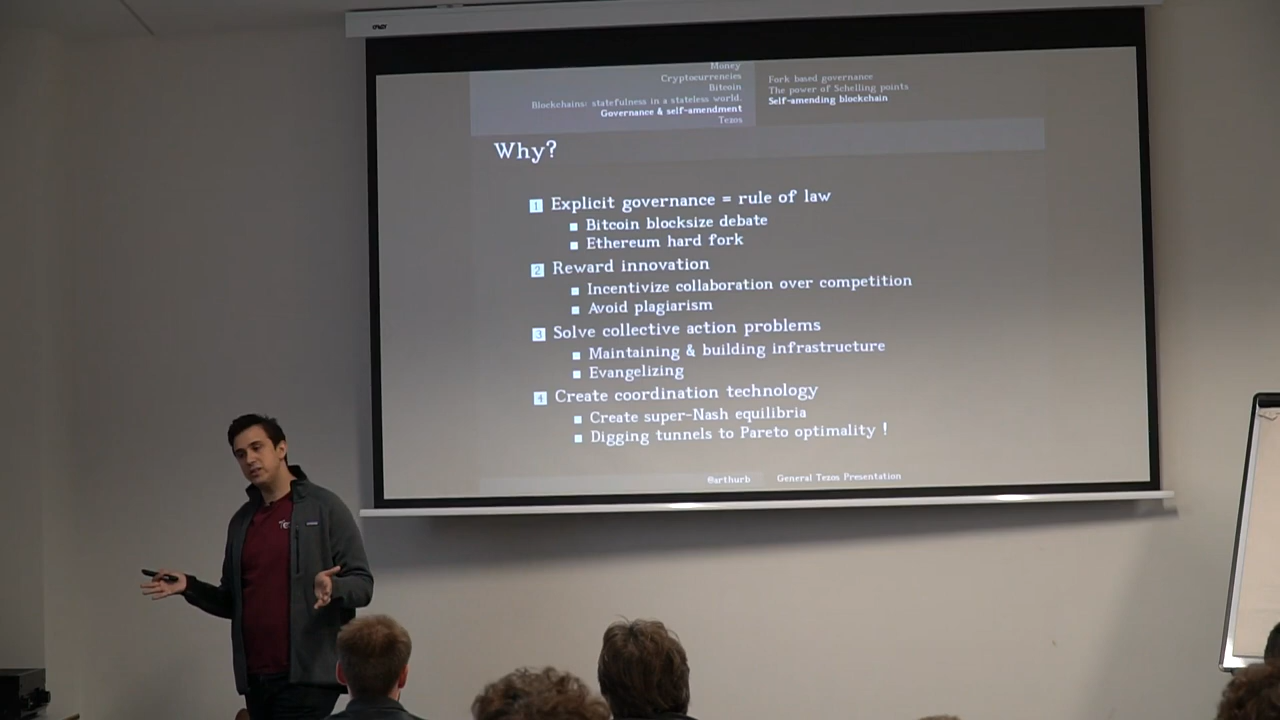 Money
Cryptocurrencies
Bitcoin
Blockchains: statefulness in a stateless world.
Governance & self-amendment
Tezos
Fork based governance
The power of Schelling points
Self-amending blockchain
Why?
1 Explicit governance = rule of law
Bitcoin blocksize debate
Ethereum hard fork
2 Reward innovation
Incentivize collaboration over competition
Avoid plagiarism
3 Solve collective action problems
Maintaining & building infrastructure
Evangelizing
4 Create coordination technology
Create super-Nash equilibria
Digging tunnels to Pareto optimality !
@arthurb
General Tezos Presentation